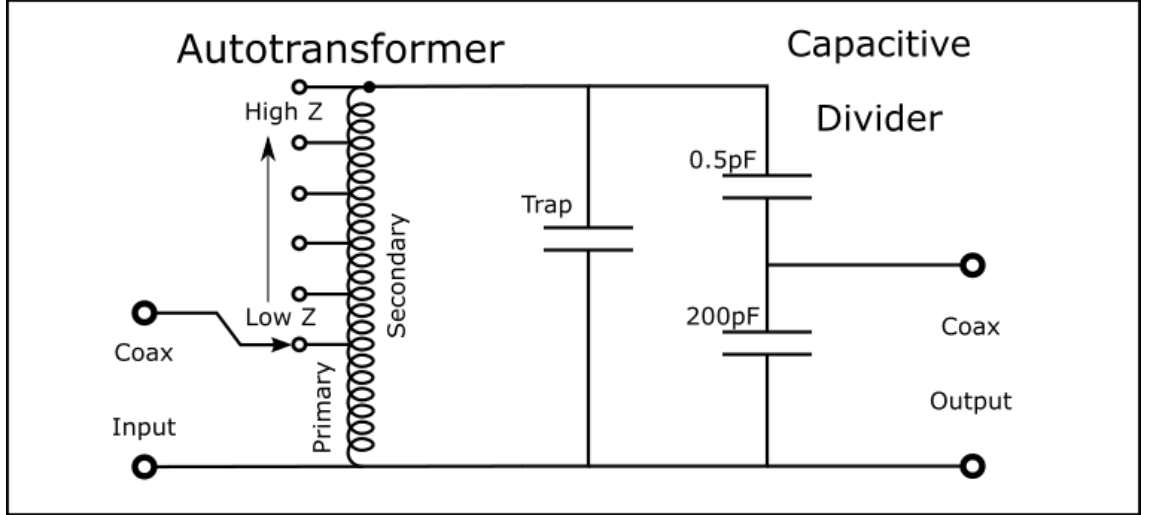 Autotransformer
Capacitive
Divider
High Z
0.5pF
Trap
Secondary
Low Z
200pF
Coax
Coax
Primary
Input
Output